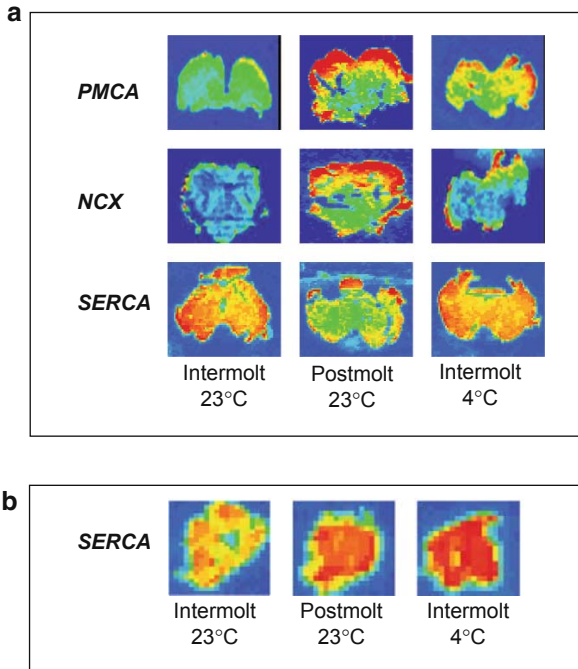 a
PMCA
NCX
SERCA
Intermolt Postmolt Intermolt
23°C 23°C 4°C
b
SERCA
Intermolt Postmolt Intermolt
23°C 23°C 4°C